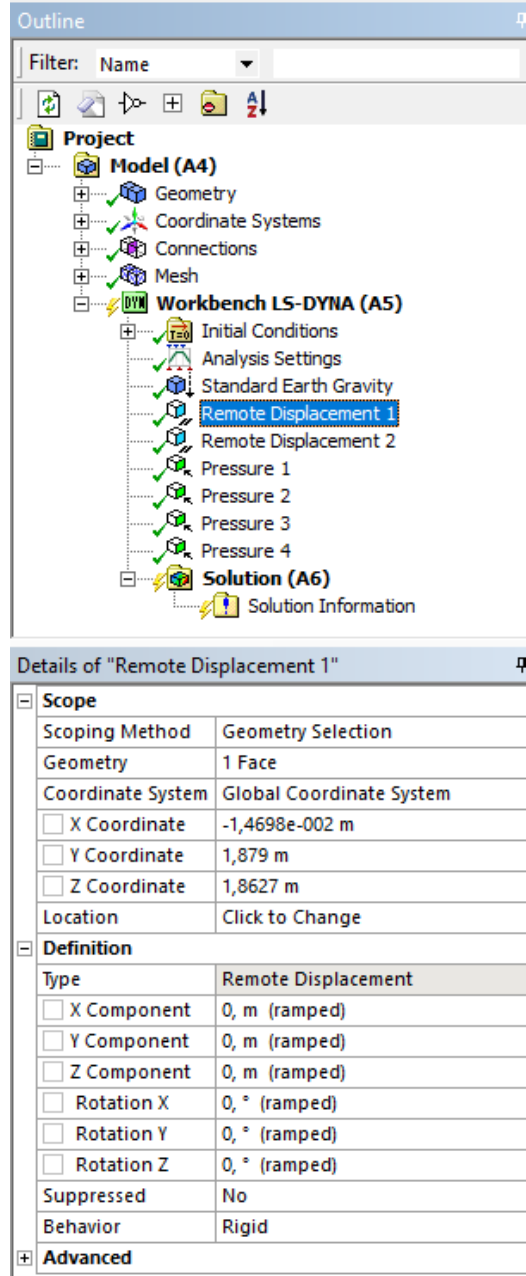 Outline
Filter: Name
Project
Model (A4)
Geometry
Coordinate Systems
Connections
Mesh
Workbench LS-DYNA (A5)
Initial Conditions
Analysis Settings
Standard Earth Gravity
Remote Displacement 1
Remote Displacement 2
Pressure 1
Pressure 2
Pressure 3
Pressure 4
Solution (A6)
Solution Information
Details of "Remote Displacement 1"
Scope
Scoping Method Geometry Selection
Geometry 1 Face
Coordinate System Global Coordinate System
X Coordinate -1,4698e-002 m
Y Coordinate 1,879 m
Z Coordinate 1,8627 m
Location Click to Change
Definition
Type Remote Displacement
X Component 0, m (ramped)
Y Component 0, m (ramped)
Z Component 0, m (ramped)
Rotation X 0, ° (ramped)
Rotation Y 0, ° (ramped)
Rotation Z 0, ° (ramped)
Suppressed No
Behavior Rigid
Advanced